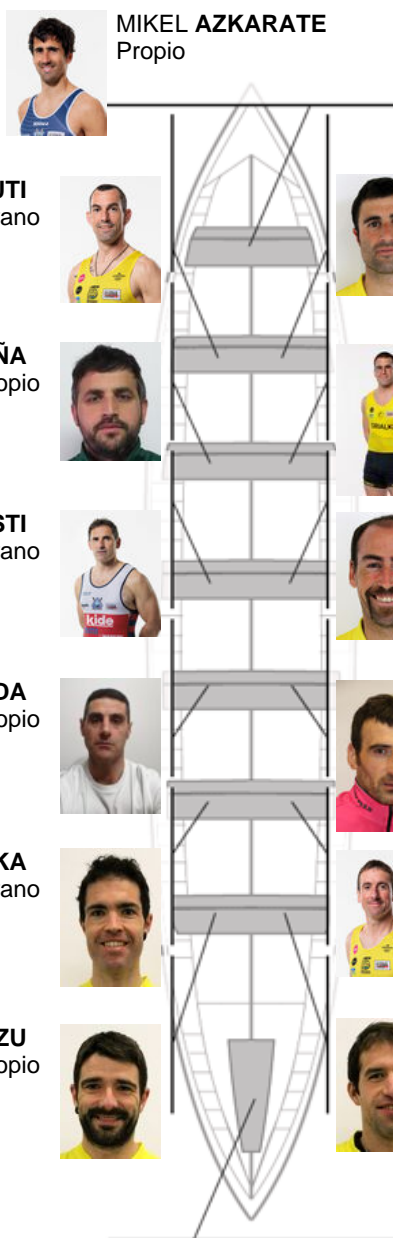 MIKEL AZKARATE
Propio
UTI
ano
ÑA
opio
STI
ano
DA
opio
KA
ano
ZU
opio
kide